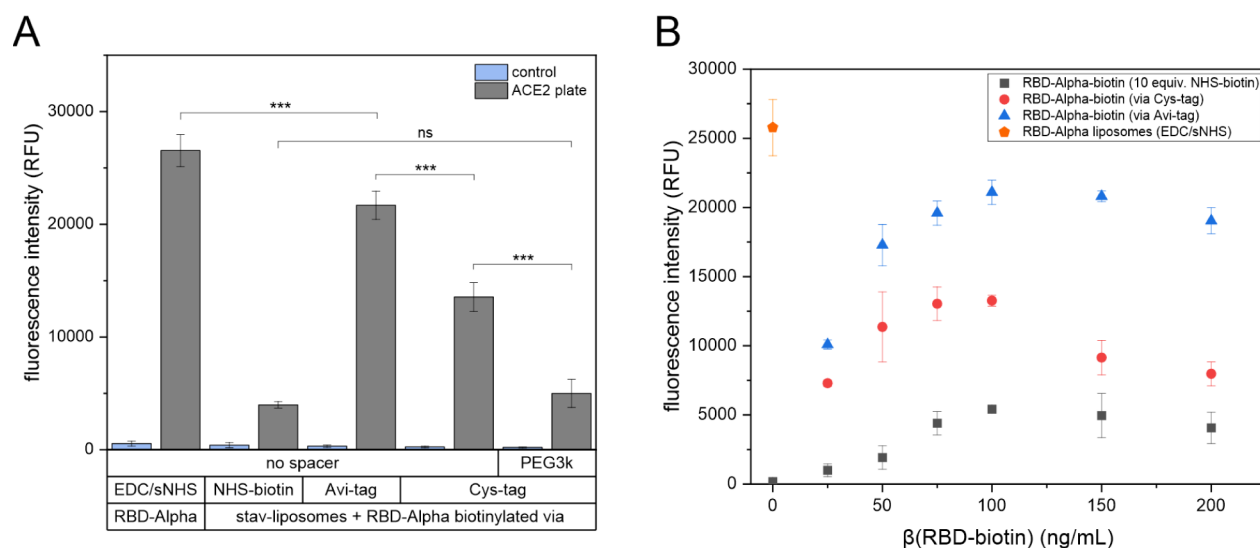 A
control
ACE2 plate
30000
20000
10000
0
fluorescence intensity (RFU)
***
ns
***
***
no spacer PEG3k
EDC/sNHS NHS-biotin Avi-tag Cys-tag
RBD-Alpha stav-liposomes + RBD-Alpha biotinylated via
B
30000
25000
20000
15000
10000
5000
0
fluorescence intensity (RFU)
RBD-Alpha-biotin (10 equiv. NHS-biotin)
RBD-Alpha-biotin (via Cys-tag)
RBD-Alpha-biotin (via Avi-tag)
RBD-Alpha liposomes (EDC/sNHS)
0 50 100 150 200
β(RBD-biotin) (ng/mL)